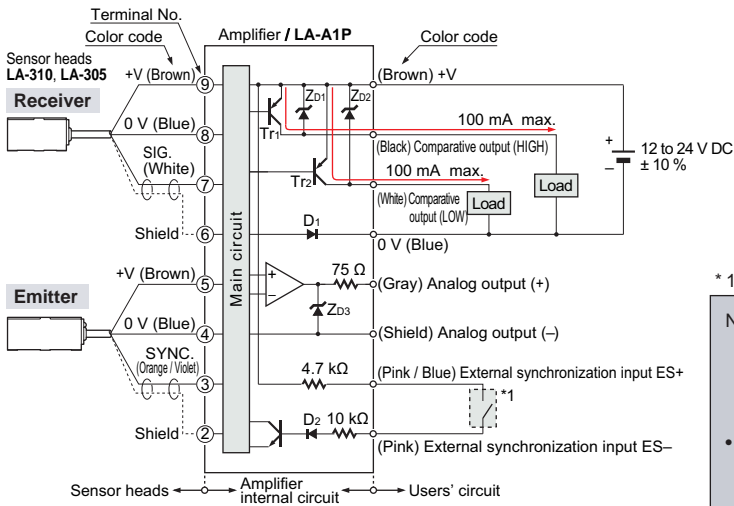 Terminal No.
Color code
Amplifier / LA-A1P
Color code
Sensor heads
LA-310, LA-305
Receiver
+V (Brown)
9
(Brown) +V
ZD1
ZD2
100 mA max.
0 V (Blue)
8
Tr1
(Black) Comparative output (HIGH)
+
12 to 24 V DC
–
± 10 %
SIG.
(White)
7
Tr2
100 mA max.
(White) Comparative
output (LOW)
Load
Load
Shield
6
D1
0 V (Blue)
Main circuit
+V (Brown)
5
+
–
75 Ω
(Gray) Analog output (+)
Emitter
0 V (Blue)
4
ZD3
(Shield) Analog output (–)
SYNC.
(Orange / Violet)
3
4.7 kΩ
(Pink / Blue) External synchronization input ES+
*1
Shield
2
D2
10 kΩ
(Pink) External synchronization input ES–
Sensor heads
Amplifier
internal circuit
Users' circuit
* 1
N
•